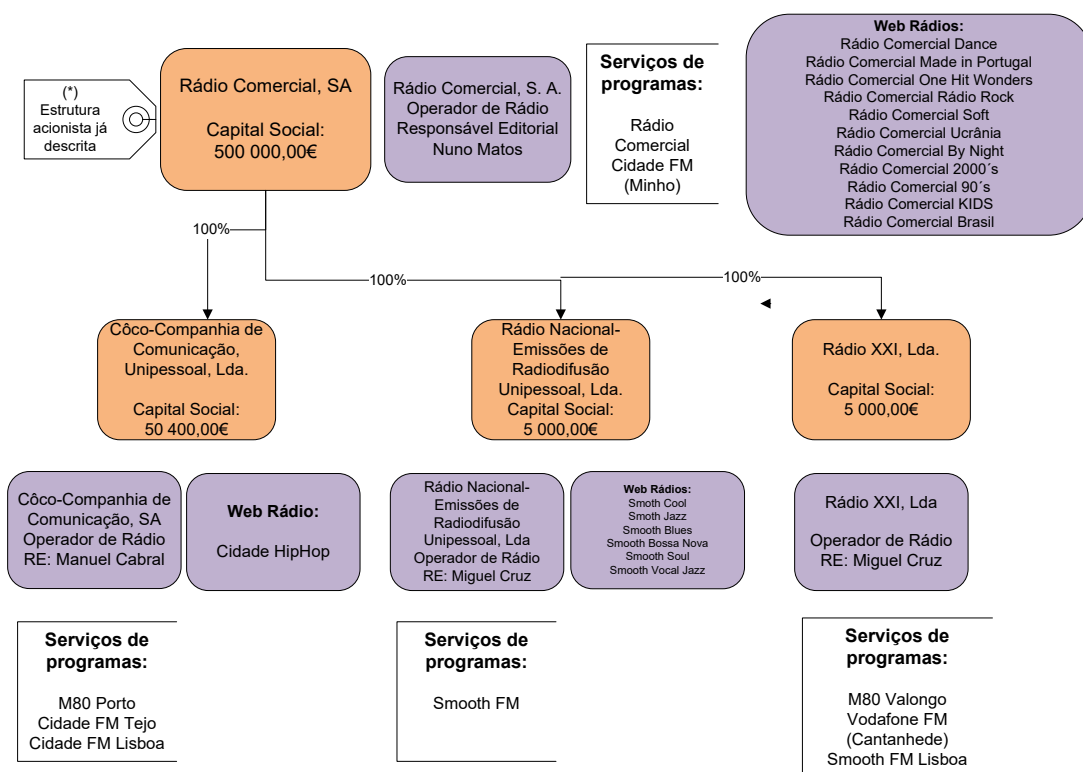 (*)
Estrutura
acionista já
descrita
Rádio Comercial, SA
Capital Social:
500 000,00€
Rádio Comercial, S. A.
Operador de Rádio
Responsável Editorial
Nuno Matos
Serviços de
programas:
Rádio
Comercial
Cidade FM
(Minho)
Web Rádios:
Rádio Comercial Dance
Rádio Comercial Made in Portugal
Rádio Comercial One Hit Wonders
Rádio Comercial Rádio Rock
Rádio Comercial Soft
Rádio Comercial Ucrânia
Rádio Comercial By Night
Rádio Comercial 2000´s
Rádio Comercial 90´s
Rádio Comercial KIDS
Rádio Comercial Brasil
100%
100%
100%
Côco-Companhia de
Comunicação,
Unipessoal, Lda.
Capital Social:
50 400,00€
Rádio Nacional-
Emissões de
Radiodifusão
Unipessoal, Lda.
Capital Social:
5 000,00€
Rádio XXI, Lda.
Capital Social:
5 000,00€
Côco-Companhia de
Comunicação, SA
Operador de Rádio
RE: Manuel Cabral
Web Rádio:
Cidade HipHop
Rádio Nacional-
Emissões de
Radiodifusão
Unipessoal, Lda
Operador de Rádio
RE: Miguel Cruz
Web Rádios:
Smoth Cool
Smoth Jazz
Smooth Blues
Smooth Bossa Nova
Smooth Soul
Smooth Vocal Jazz
Rádio XXI, Lda
Operador de Rádio
RE: Miguel Cruz
Serviços de
programas:
M80 Porto
Cidade FM Tejo
Cidade FM Lisboa
Serviços de
programas:
Smooth FM
Serviços de
programas:
M80 Valongo
Vodafone FM
(Cantanhede)
Smooth FM Lisboa